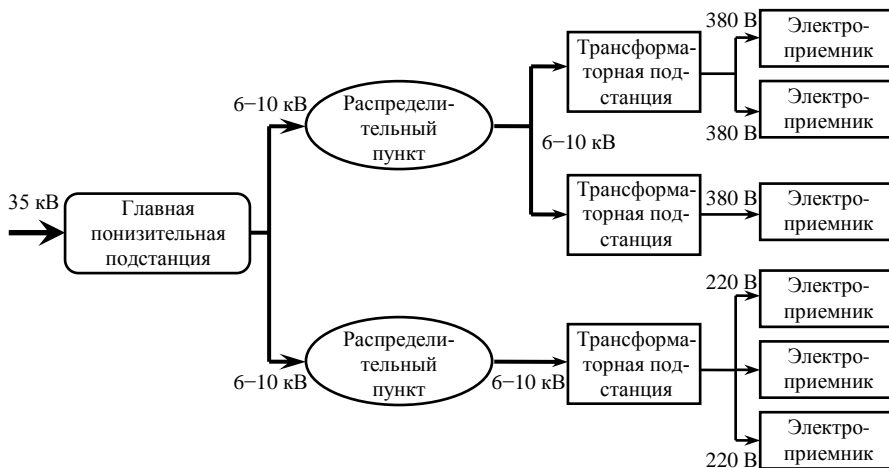 35 кВ
Главная
понизительная
подстанция
6−10 кВ
Распредели-
тельный
пункт
6−10 кВ
Трансформа-
торная под-
станция
380 В
Электро-
приемник
380 В
Электро-
приемник
Трансформа-
торная под-
станция
380 В
Электро-
приемник
6−10 кВ
Распредели-
тельный
пункт
6−10 кВ
Трансформа-
торная под-
станция
220 В
Электро-
приемник
Электро-
приемник
220 В
Электро-
приемник